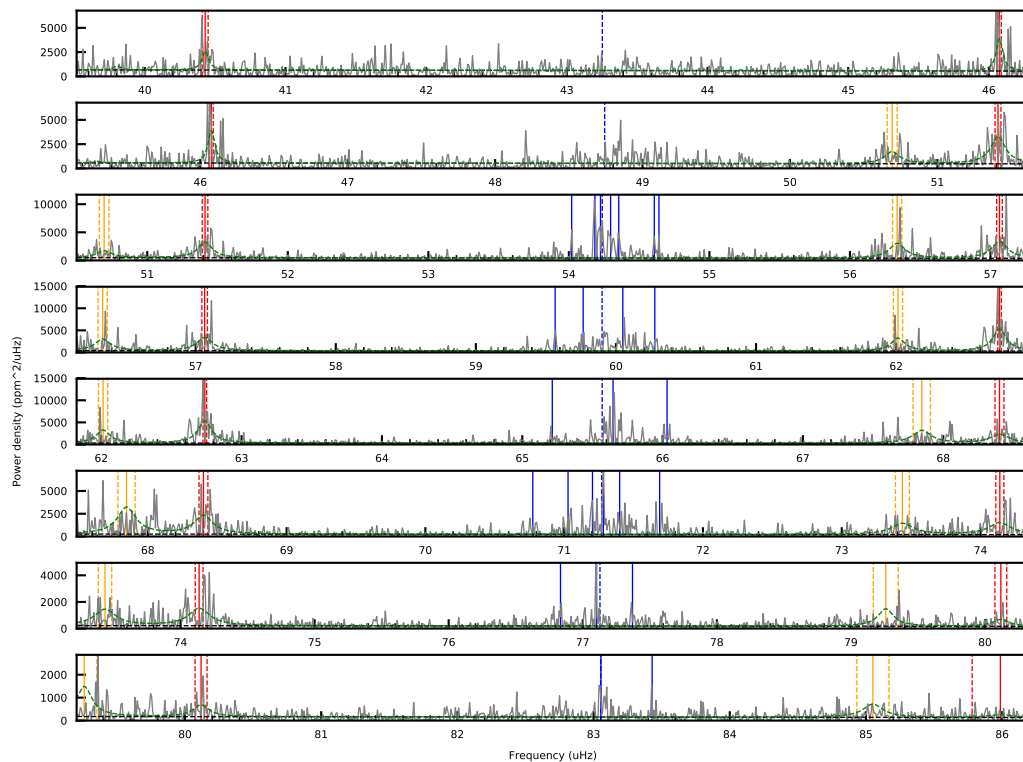 5000
2500
0
40 41 42 43 44 45 46
5000
2500
0
46 47 48 49 50 51
10000
5000
0
51 52 53 54 55 56 57
15000
10000
5000
0
57 58 59 60 61 62
15000
10000
5000
0
62 63 64 65 66 67 68
5000
2500
0
68 69 70 71 72 73 74
4000
2000
0
74 75 76 77 78 79 80
2000
1000
0
80 81 82 83 84 85 86
Power density (ppm^2/uHz)
Frequency (uHz)